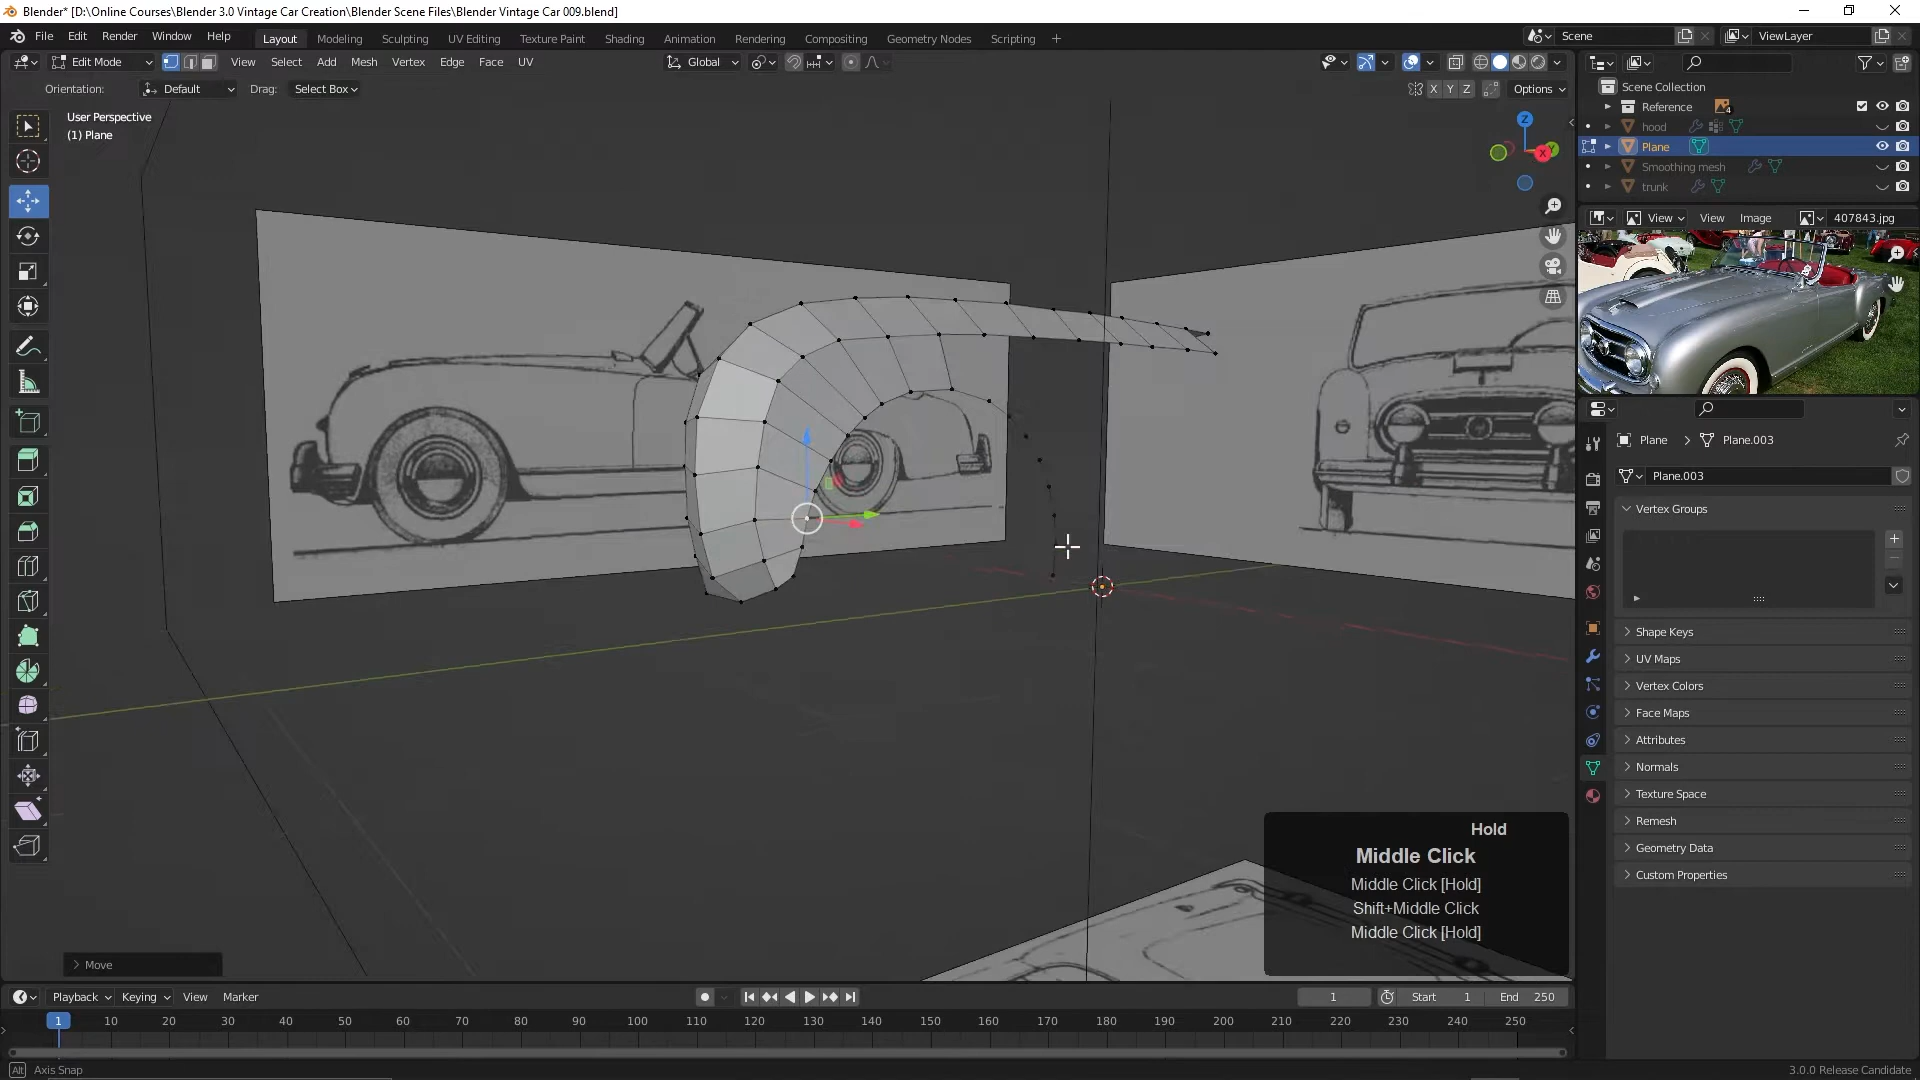 Blender* [D:\Online Courses\Blender 3.0 Vintage Car Creation\Blender Scene Files\Blender Vintage Car 009.blend]
File Edit Render Window Help
Layout Modeling Sculpting UV Editing Texture Paint Shading Animation Rendering Compositing Geometry Nodes Scripting +
Scene
ViewLayer
Edit Mode
View Select Add Mesh Vertex Edge Face UV
Global
Orientation: Default Drag: Select Box
X Y Z Options
User Perspective
(1) Plane
Z
X
Y
Scene Collection
Reference 4
hood
Plane
Smoothing mesh
trunk
View View Image 407843.jpg
Plane > Plane.003
Plane.003
Vertex Groups
Shape Keys
UV Maps
Vertex Colors
Face Maps
Attributes
Normals
Texture Space
Remesh
Geometry Data
Custom Properties
Hold
Middle Click
Middle Click [Hold]
Shift+Middle Click
Middle Click [Hold]
> Move
Playback Keying View Marker
1 Start 1 End 250
1 10 20 30 40 50 60 70 80 90 100 110 120 130 140 150 160 170 180 190 200 210 220 230 240 250
Alt Axis Snap
3.0.0 Release Candidate